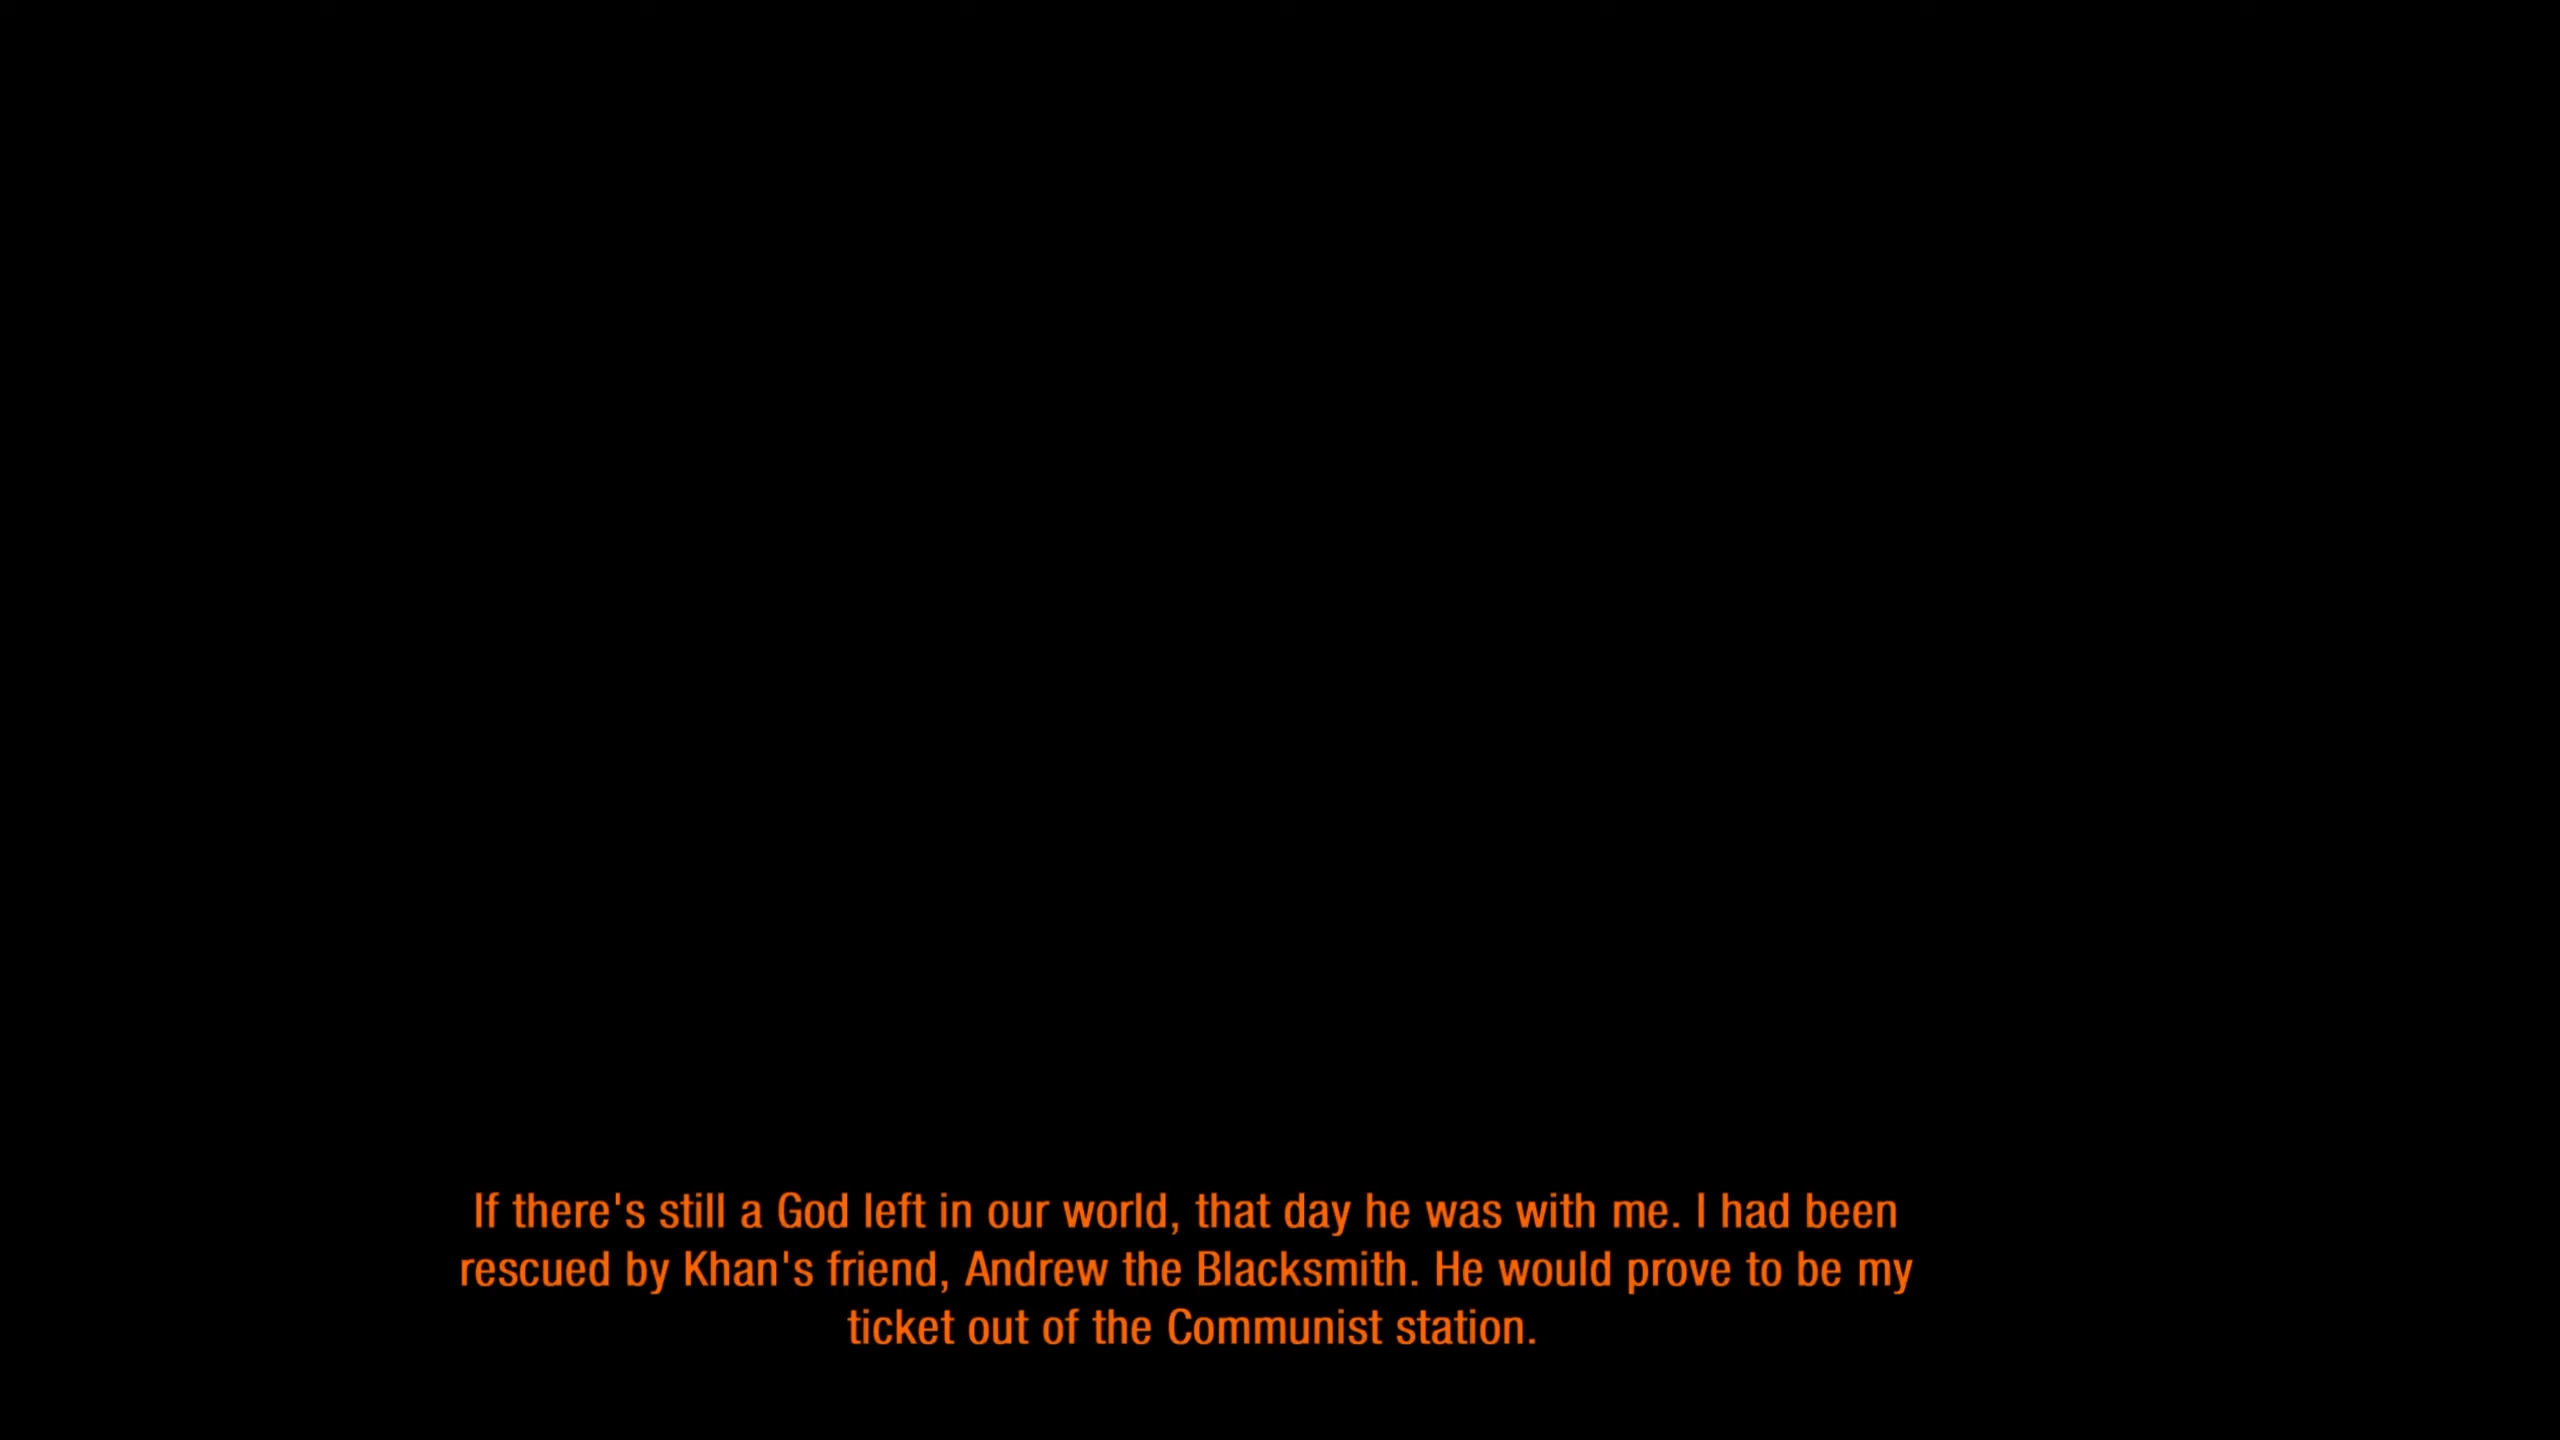 If there's still a God left in our world, that day he was with me. I had been
rescued by Khan's friend, Andrew the Blacksmith. He would prove to be my
ticket out of the Communist station.